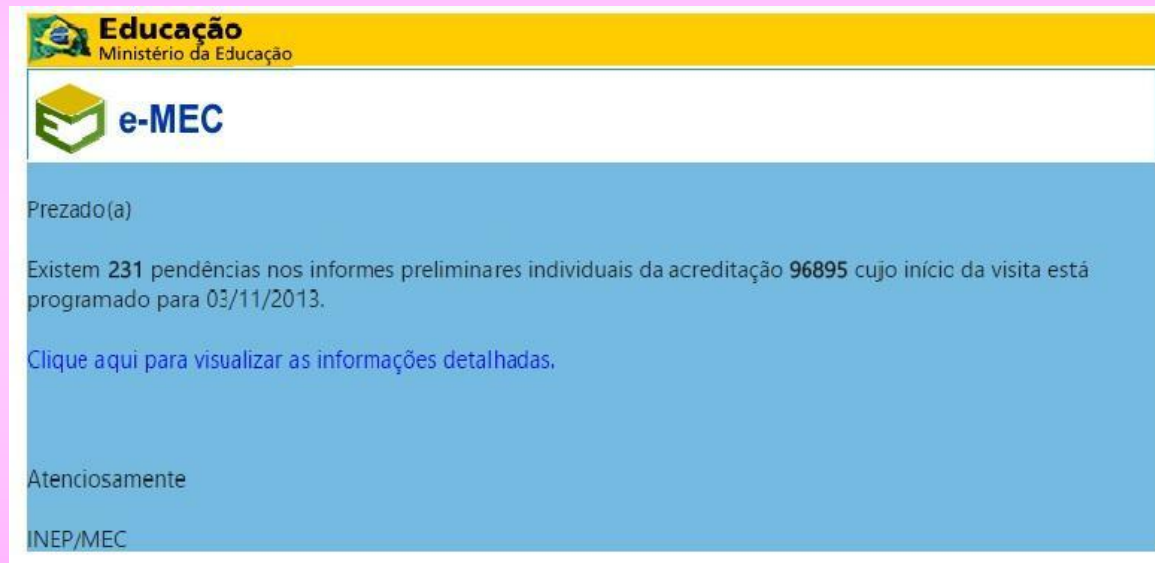 Educação
Ministério da Educação
e-MEC
Prezado(a)
Existem 231 pendências nos informes preliminares individuais da acreditação 96895 cujo início da visita está
programado para 03/11/2013.
Clique aqui para visualizar as informações detalhadas.
Atenciosamente
INEP/MEC